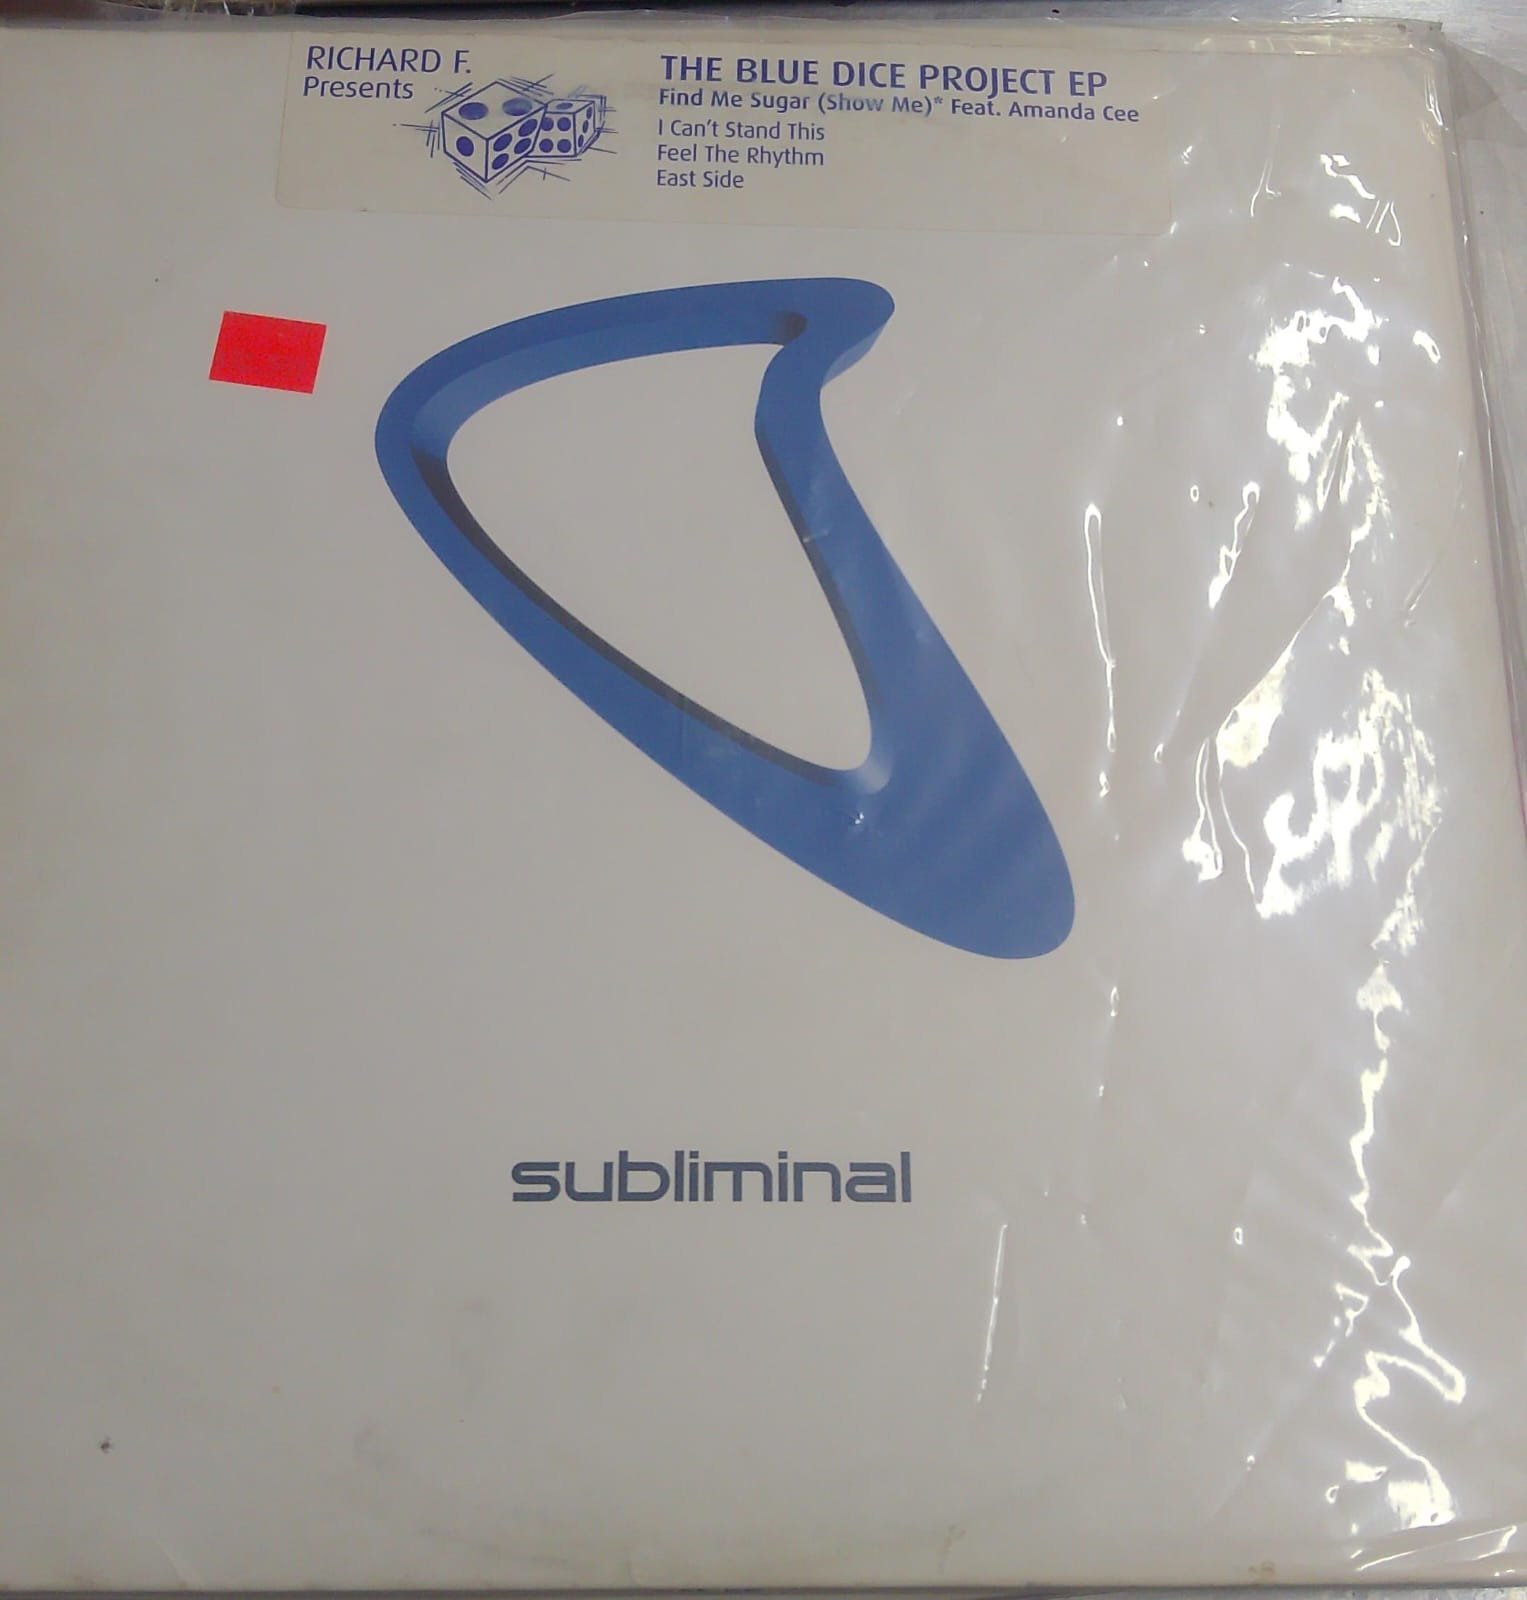 RICHARD F.
Presents
THE BLUE DICE PROJECT EP
Find Me Sugar (Show Me)* Feat. Amanda Cee
I Can't Stand This
Feel The Rhythm
East Side
subliminal